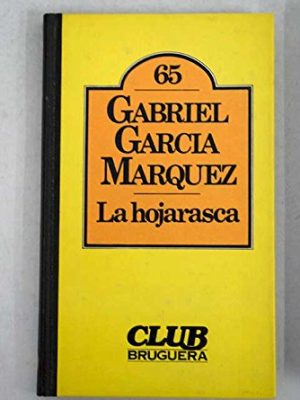 65
GABRIEL
GARCIA
MARQUEZ
La hojarasca
CLUB
BRUGUERA